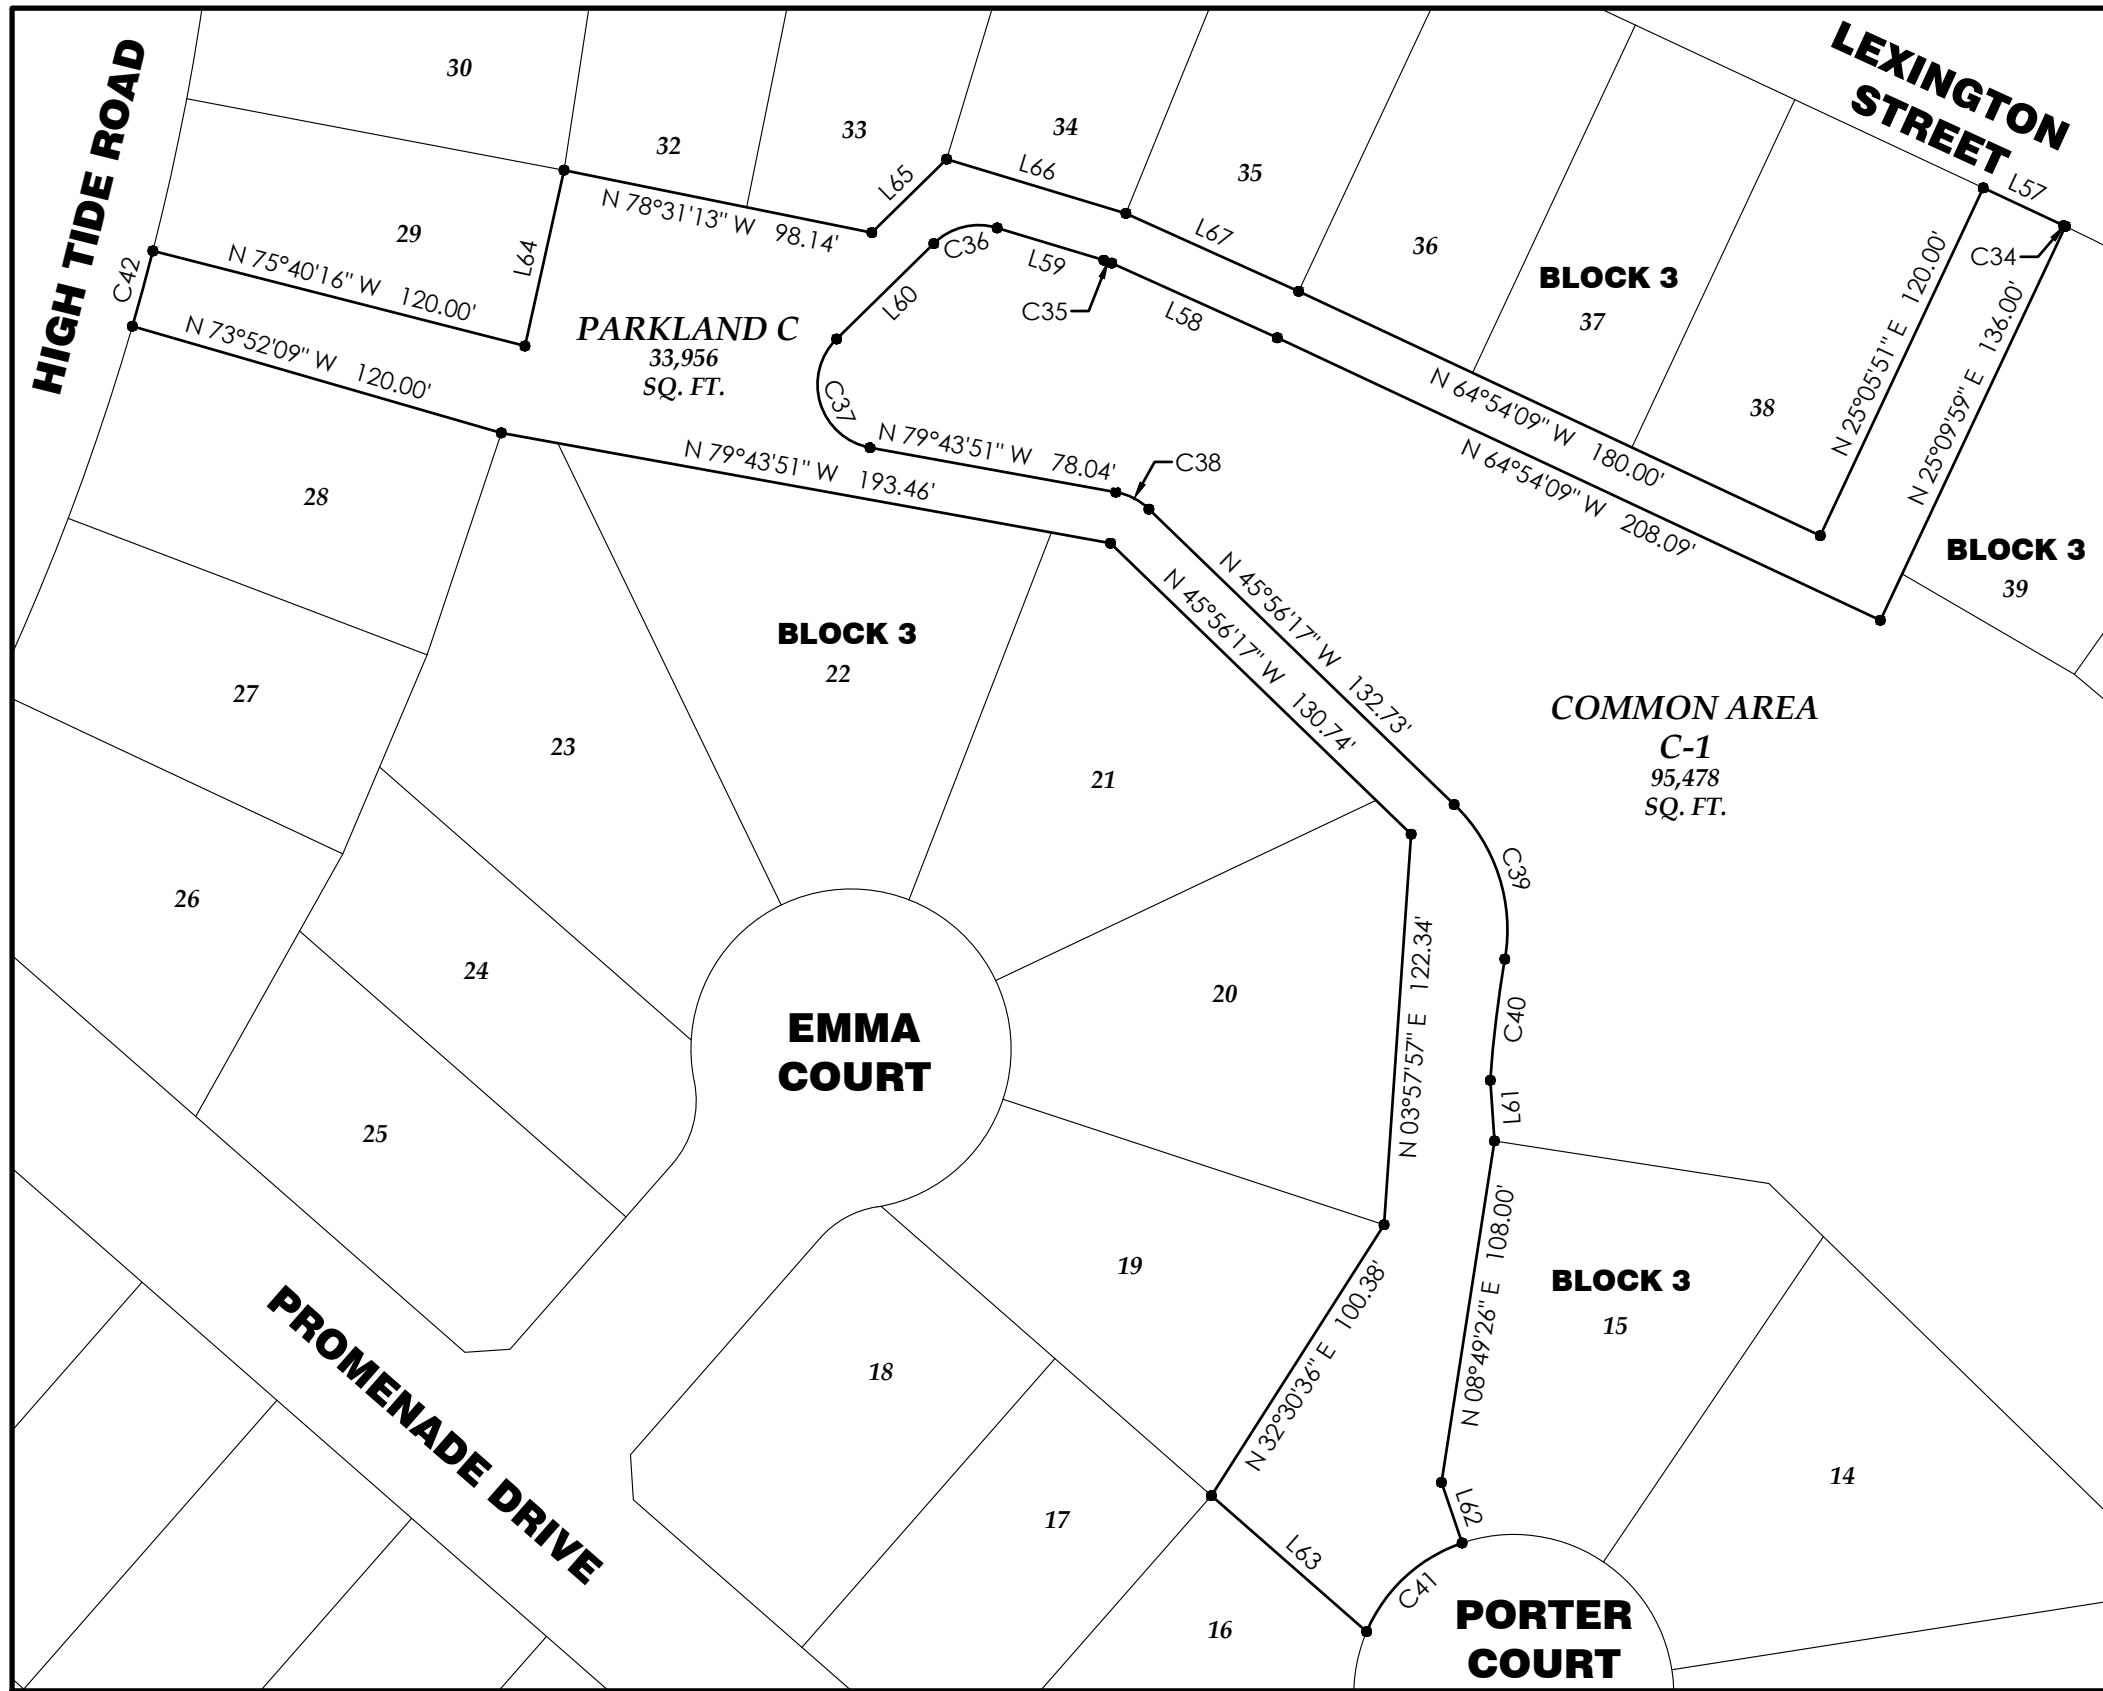 LEXINGTON
STREET
HIGH TIDE ROAD
30
32
33
34
35
36
BLOCK 3
37
38
29
L64
N 78°31'13" W 98.14'
L65
L66
L67
L57
C34
C42
N 75°40'16" W 120.00'
N 73°52'09" W 120.00'
PARKLAND C
33,956
SQ. FT.
C36
L59
C35
L60
L58
C37
N 64°54'09" W 180.00'
N 64°54'09" W 208.09'
N 25°05'51" E 120.00'
N 25°09'59" E 136.00'
BLOCK 3
39
N 79°43'51" W 78.04'
C38
N 79°43'51" W 193.46'
28
27
26
23
BLOCK 3
22
21
N 45°56'17" W 132.73'
N 45°56'17" W 130.74'
COMMON AREA
C-1
95,478
SQ. FT.
C39
C40
L61
24
25
EMMA
COURT
20
N 03°57'57" E 122.34'
19
N 08°49'26" E 108.00'
BLOCK 3
15
N 32°30'36" E 100.38'
PROMENADE DRIVE
18
17
14
L62
L63
C41
16
PORTER
COURT